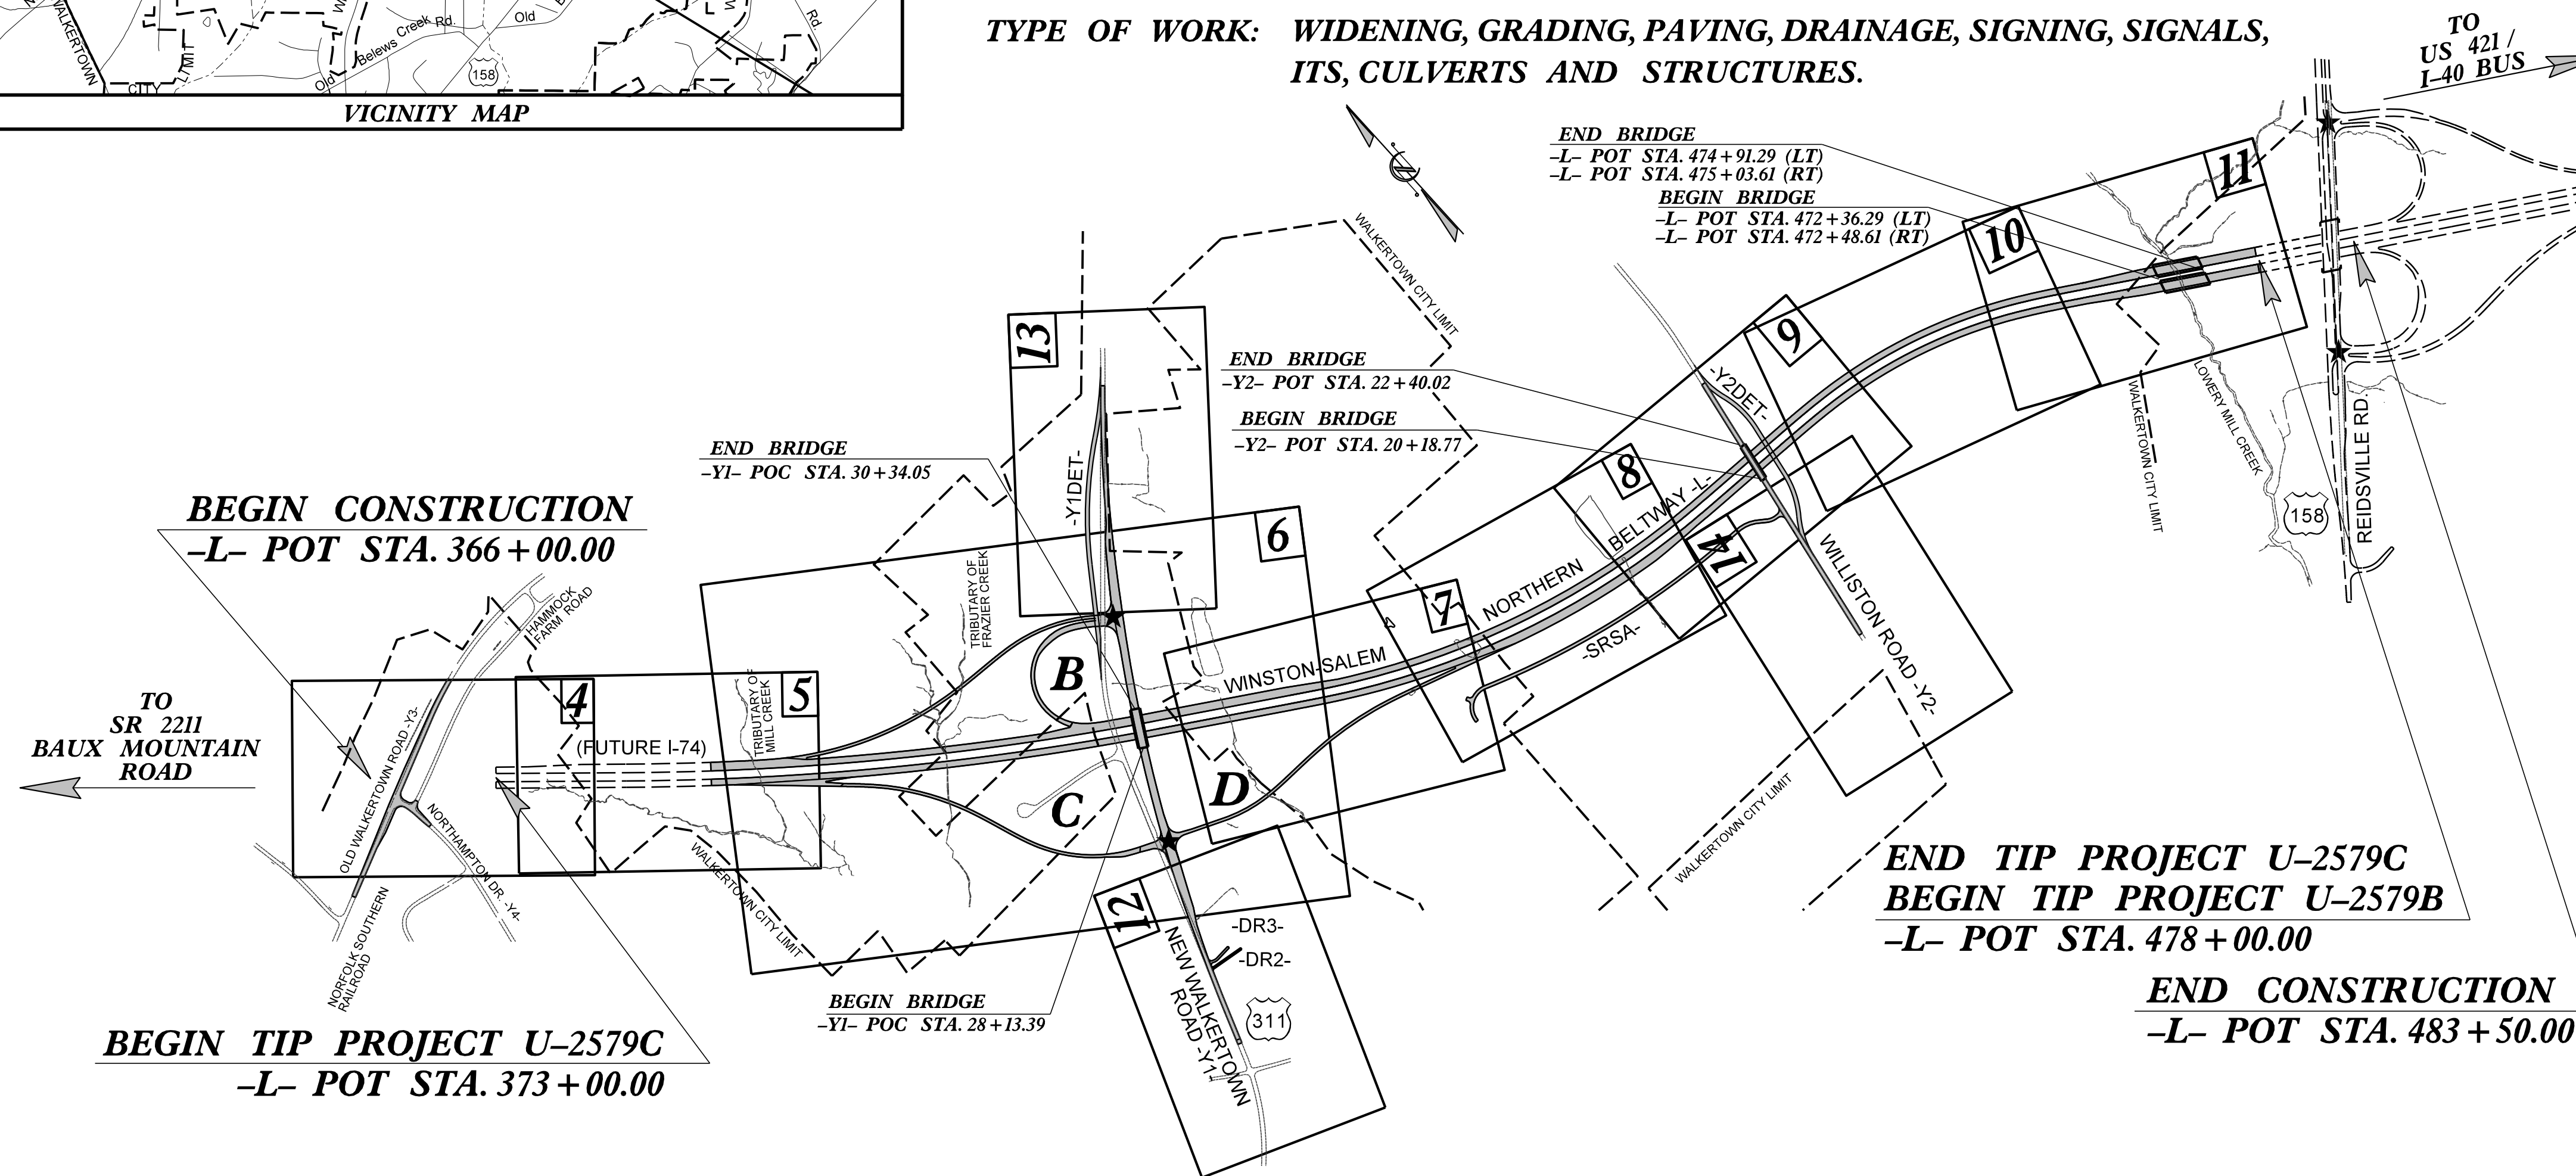 WALKERTOWN
CITY
LIMIT
Old
Belews Creek Rd.
Old
158
Rd.
VICINITY MAP
TYPE OF WORK: WIDENING, GRADING, PAVING, DRAINAGE, SIGNING, SIGNALS,
ITS, CULVERTS AND STRUCTURES.
TO
US 421 /
I–40 BUS
END BRIDGE
–L– POT STA. 474+91.29 (LT)
–L– POT STA. 475+03.61 (RT)
BEGIN BRIDGE
–L– POT STA. 472+36.29 (LT)
–L– POT STA. 472+48.61 (RT)
11
10
9
WALKERTOWN CITY LIMIT
13
END BRIDGE
–Y2– POT STA. 22+40.02
BEGIN BRIDGE
–Y2– POT STA. 20+18.77
-Y2DET-
WALKERTOWN CITY LIMIT
LOWERY MILL CREEK
REIDSVILLE RD.
158
END BRIDGE
–Y1– POC STA. 30+34.05
-Y1DET-
8
6
14
BEGIN CONSTRUCTION
–L– POT STA. 366+00.00
HAMMOCK
FARM ROAD
TRIBUTARY OF
FRAZIER CREEK
7
WINSTON-SALEM
NORTHERN
BELTWAY -L-
-SRSA-
WILLISTON ROAD -Y2-
B
C
D
TO
SR 2211
BAUX MOUNTAIN
ROAD
4
5
OLD WALKERTOWN ROAD -Y3-
(FUTURE I-74)
TRIBUTARY OF
MILL CREEK
NORTHAMPTON DR. -Y4-
WALKERTOWN CITY LIMIT
WALKERTOWN CITY LIMIT
NORFOLK SOUTHERN
RAILROAD
12
-DR3-
-DR2-
NEW WALKERTOWN
ROAD -Y1-
311
BEGIN BRIDGE
–Y1– POC STA. 28+13.39
END TIP PROJECT U–2579C
BEGIN TIP PROJECT U–2579B
–L– POT STA. 478+00.00
END CONSTRUCTION
–L– POT STA. 483+50.00
BEGIN TIP PROJECT U–2579C
–L– POT STA. 373+00.00